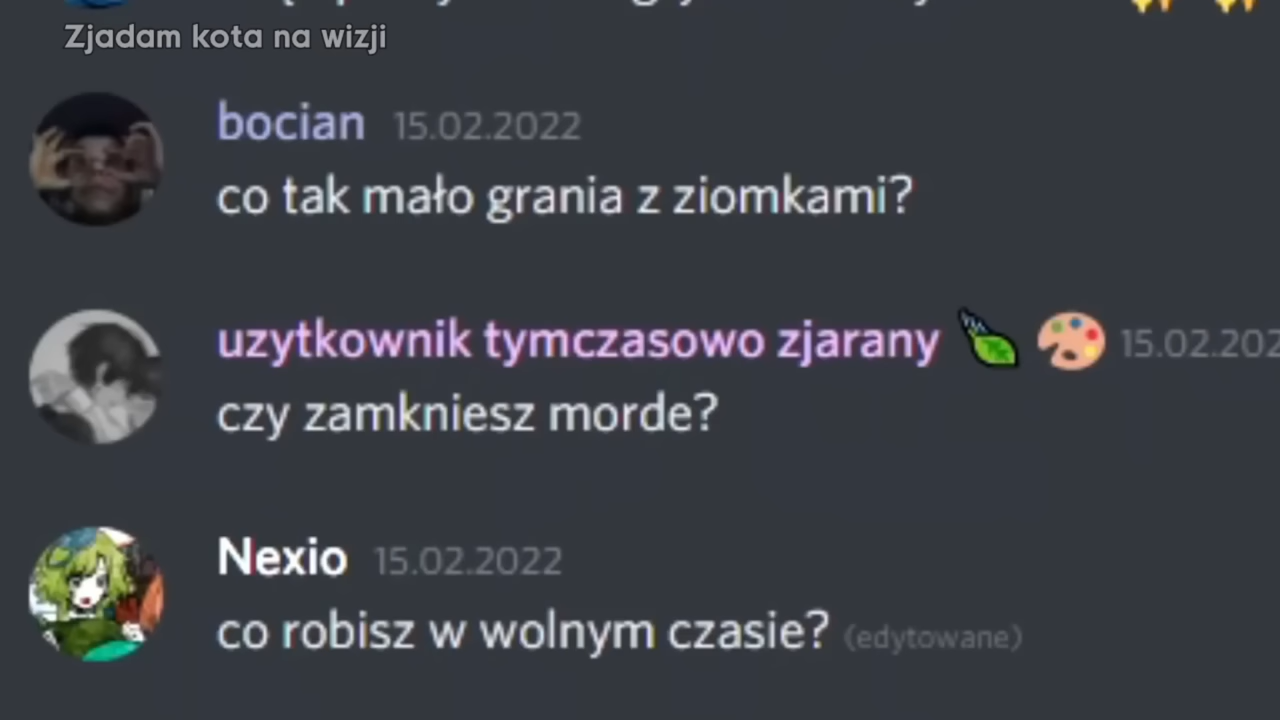 Zjadam kota na wizji
bocian 15.02.2022
co tak mało grania z ziomkami?
uzytkownik tymczasowo zjarany 15.02.202
czy zamkniesz morde?
Nexio 15.02.2022
co robisz w wolnym czasie? (edytowane)